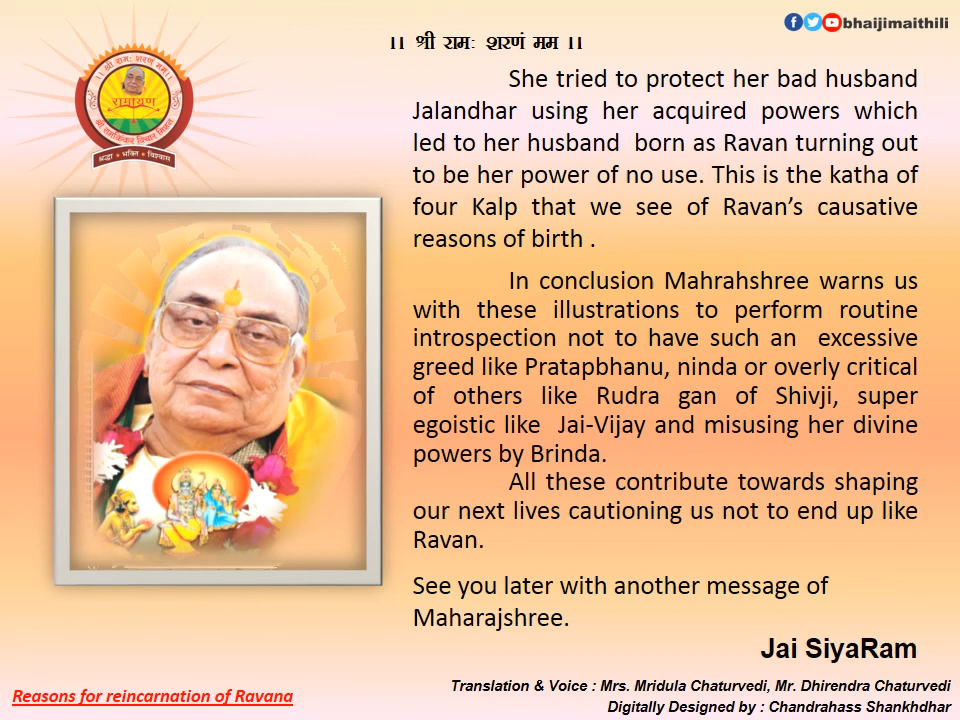 bhaijimaithili
।। श्री रामः शरणं मम ।।
।। श्री रामः शरणं मम।।
रामायण
श्रद्धा • भक्ति • विश्वास
She tried to protect her bad husband
Jalandhar using her acquired powers which
led to her husband born as Ravan turning out
to be her power of no use. This is the katha of
four Kalp that we see of Ravan’s causative
reasons of birth .
In conclusion Mahrahshree warns us
with these illustrations to perform routine
introspection not to have such an excessive
greed like Pratapbhanu, ninda or overly critical
of others like Rudra gan of Shivji, super
egoistic like Jai-Vijay and misusing her divine
powers by Brinda.
All these contribute towards shaping
our next lives cautioning us not to end up like
Ravan.
See you later with another message of
Maharajshree.
Jai SiyaRam
Reasons for reincarnation of Ravana
Translation & Voice : Mrs. Mridula Chaturvedi, Mr. Dhirendra Chaturvedi
Digitally Designed by : Chandrahass Shankhdhar